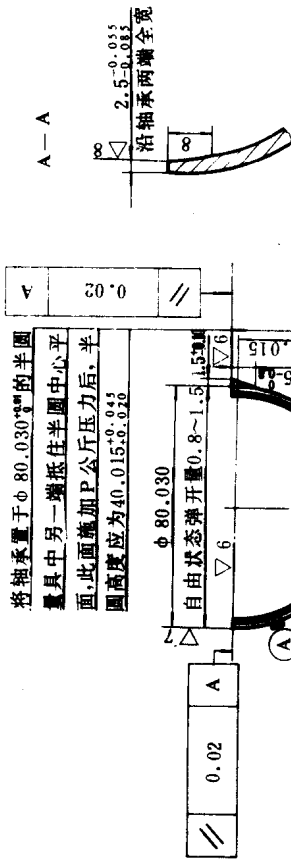 A — A
2.5-0.055 -0.085
沿轴承两端全宽
8
8
A
0.02
//
将轴承置于φ80.030+0.01 0的半圆
量具中另一端抵住半圆中心平
面,此面施加P公斤压力后,半
圆高度应为40.015+0.045 +0.020
φ80.030
自由状态弹开量0.8~1.5
6
6
7
.015
A
// 0.02 A